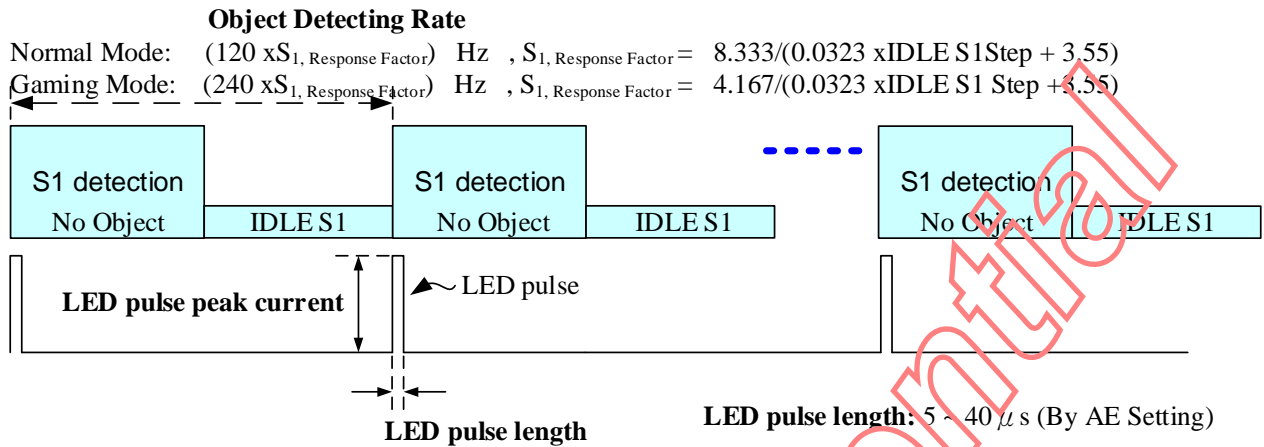 Object Detecting Rate
Normal Mode: (120 xS1, Response Factor) Hz , S1, Response Factor = 8.333/(0.0323 xIDLE S1Step + 3.55)
Gaming Mode: (240 xS1, Response Factor) Hz , S1, Response Factor = 4.167/(0.0323 xIDLE S1 Step +3.55)
S1 detection S1 detection S1 detection
No Object IDLE S1 No Object IDLE S1 No Object IDLE S1
LED pulse peak current LED pulse
LED pulse length LED pulse length: 5 ~ 40 μ s (By AE Setting)
ntial